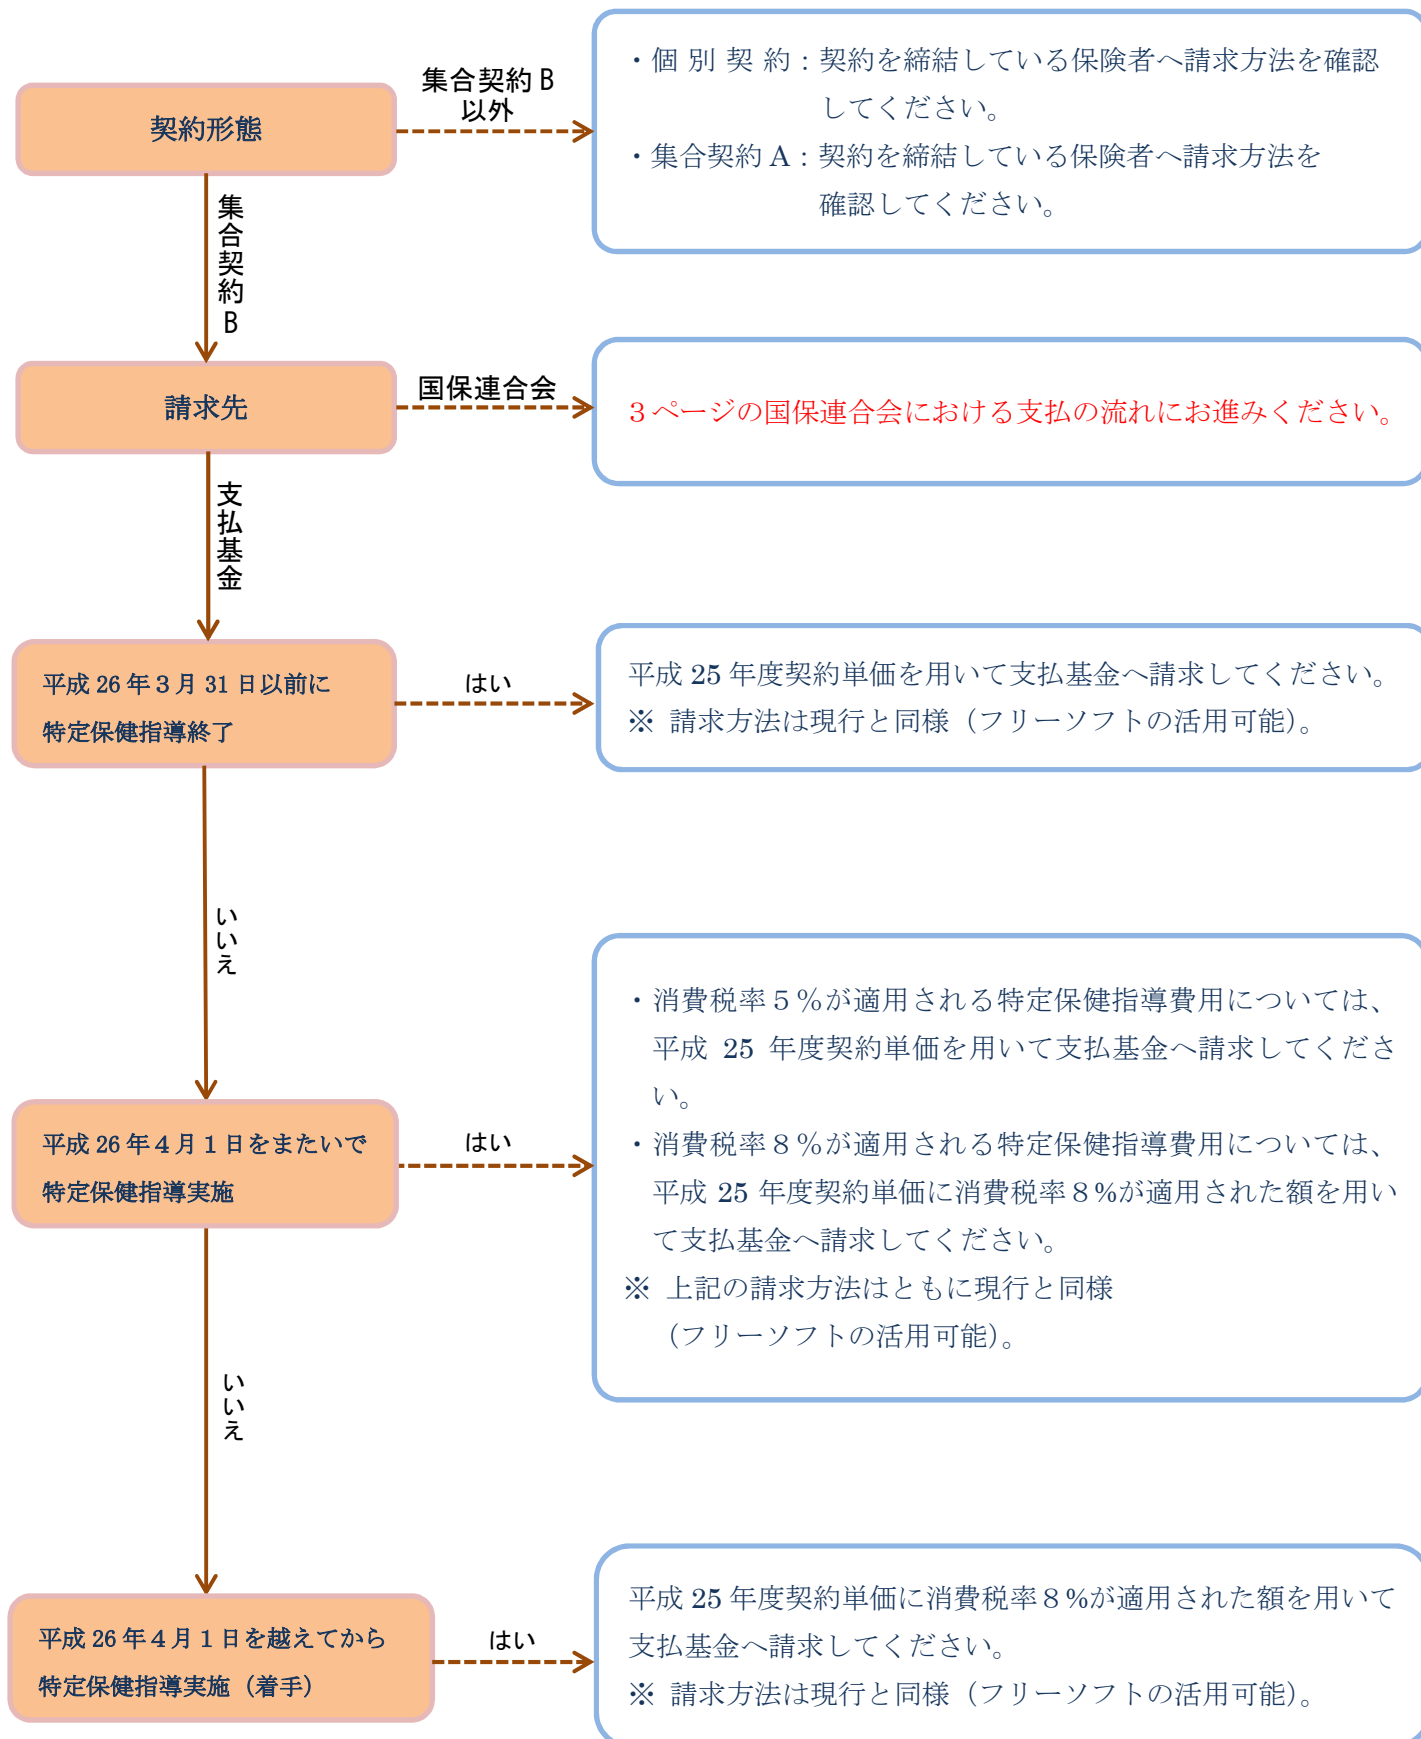 契約形態
集合契約 B
以外
・個 別 契 約：契約を締結している保険者へ請求方法を確認
してください。
・集合契約 A：契約を締結している保険者へ請求方法を
確認してください。
集合契約B
請求先
国保連合会
３ページの国保連合会における支払の流れにお進みください。
支払基金
平成 26 年３月 31 日以前に
特定保健指導終了
はい
平成 25 年度契約単価を用いて支払基金へ請求してください。
※ 請求方法は現行と同様（フリーソフトの活用可能）。
いいえ
平成 26 年４月１日をまたいで
特定保健指導実施
はい
・消費税率５％が適用される特定保健指導費用については、
平成 25 年度契約単価を用いて支払基金へ請求してくださ
い。
・消費税率８％が適用される特定保健指導費用については、
平成 25 年度契約単価に消費税率８%が適用された額を用い
て支払基金へ請求してください。
※ 上記の請求方法はともに現行と同様
（フリーソフトの活用可能）。
いいえ
平成 26 年４月１日を越えてから
特定保健指導実施（着手）
はい
平成 25 年度契約単価に消費税率８%が適用された額を用いて
支払基金へ請求してください。
※ 請求方法は現行と同様（フリーソフトの活用可能）。